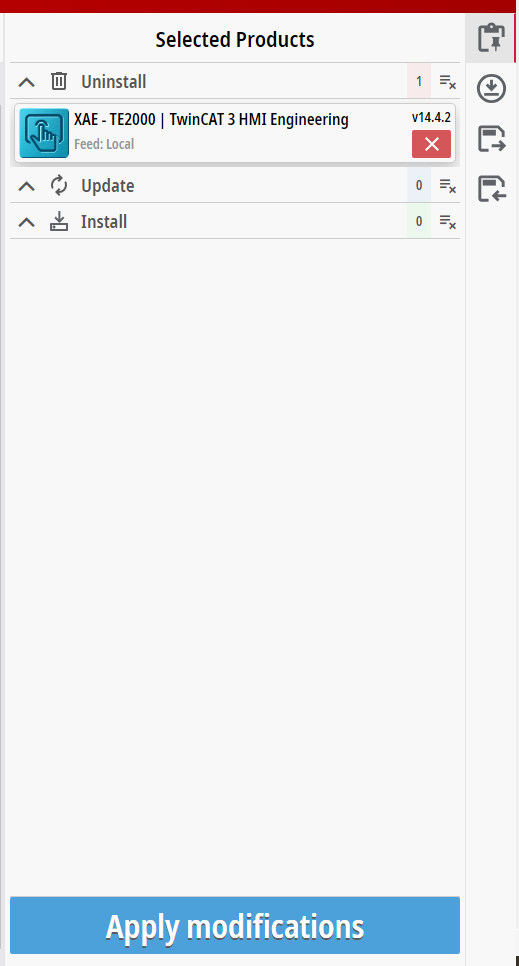 Selected Products
Uninstall 1
XAE - TE2000 | TwinCAT 3 HMI Engineering v14.4.2
Feed: Local
Update 0
Install 0
Apply modifications